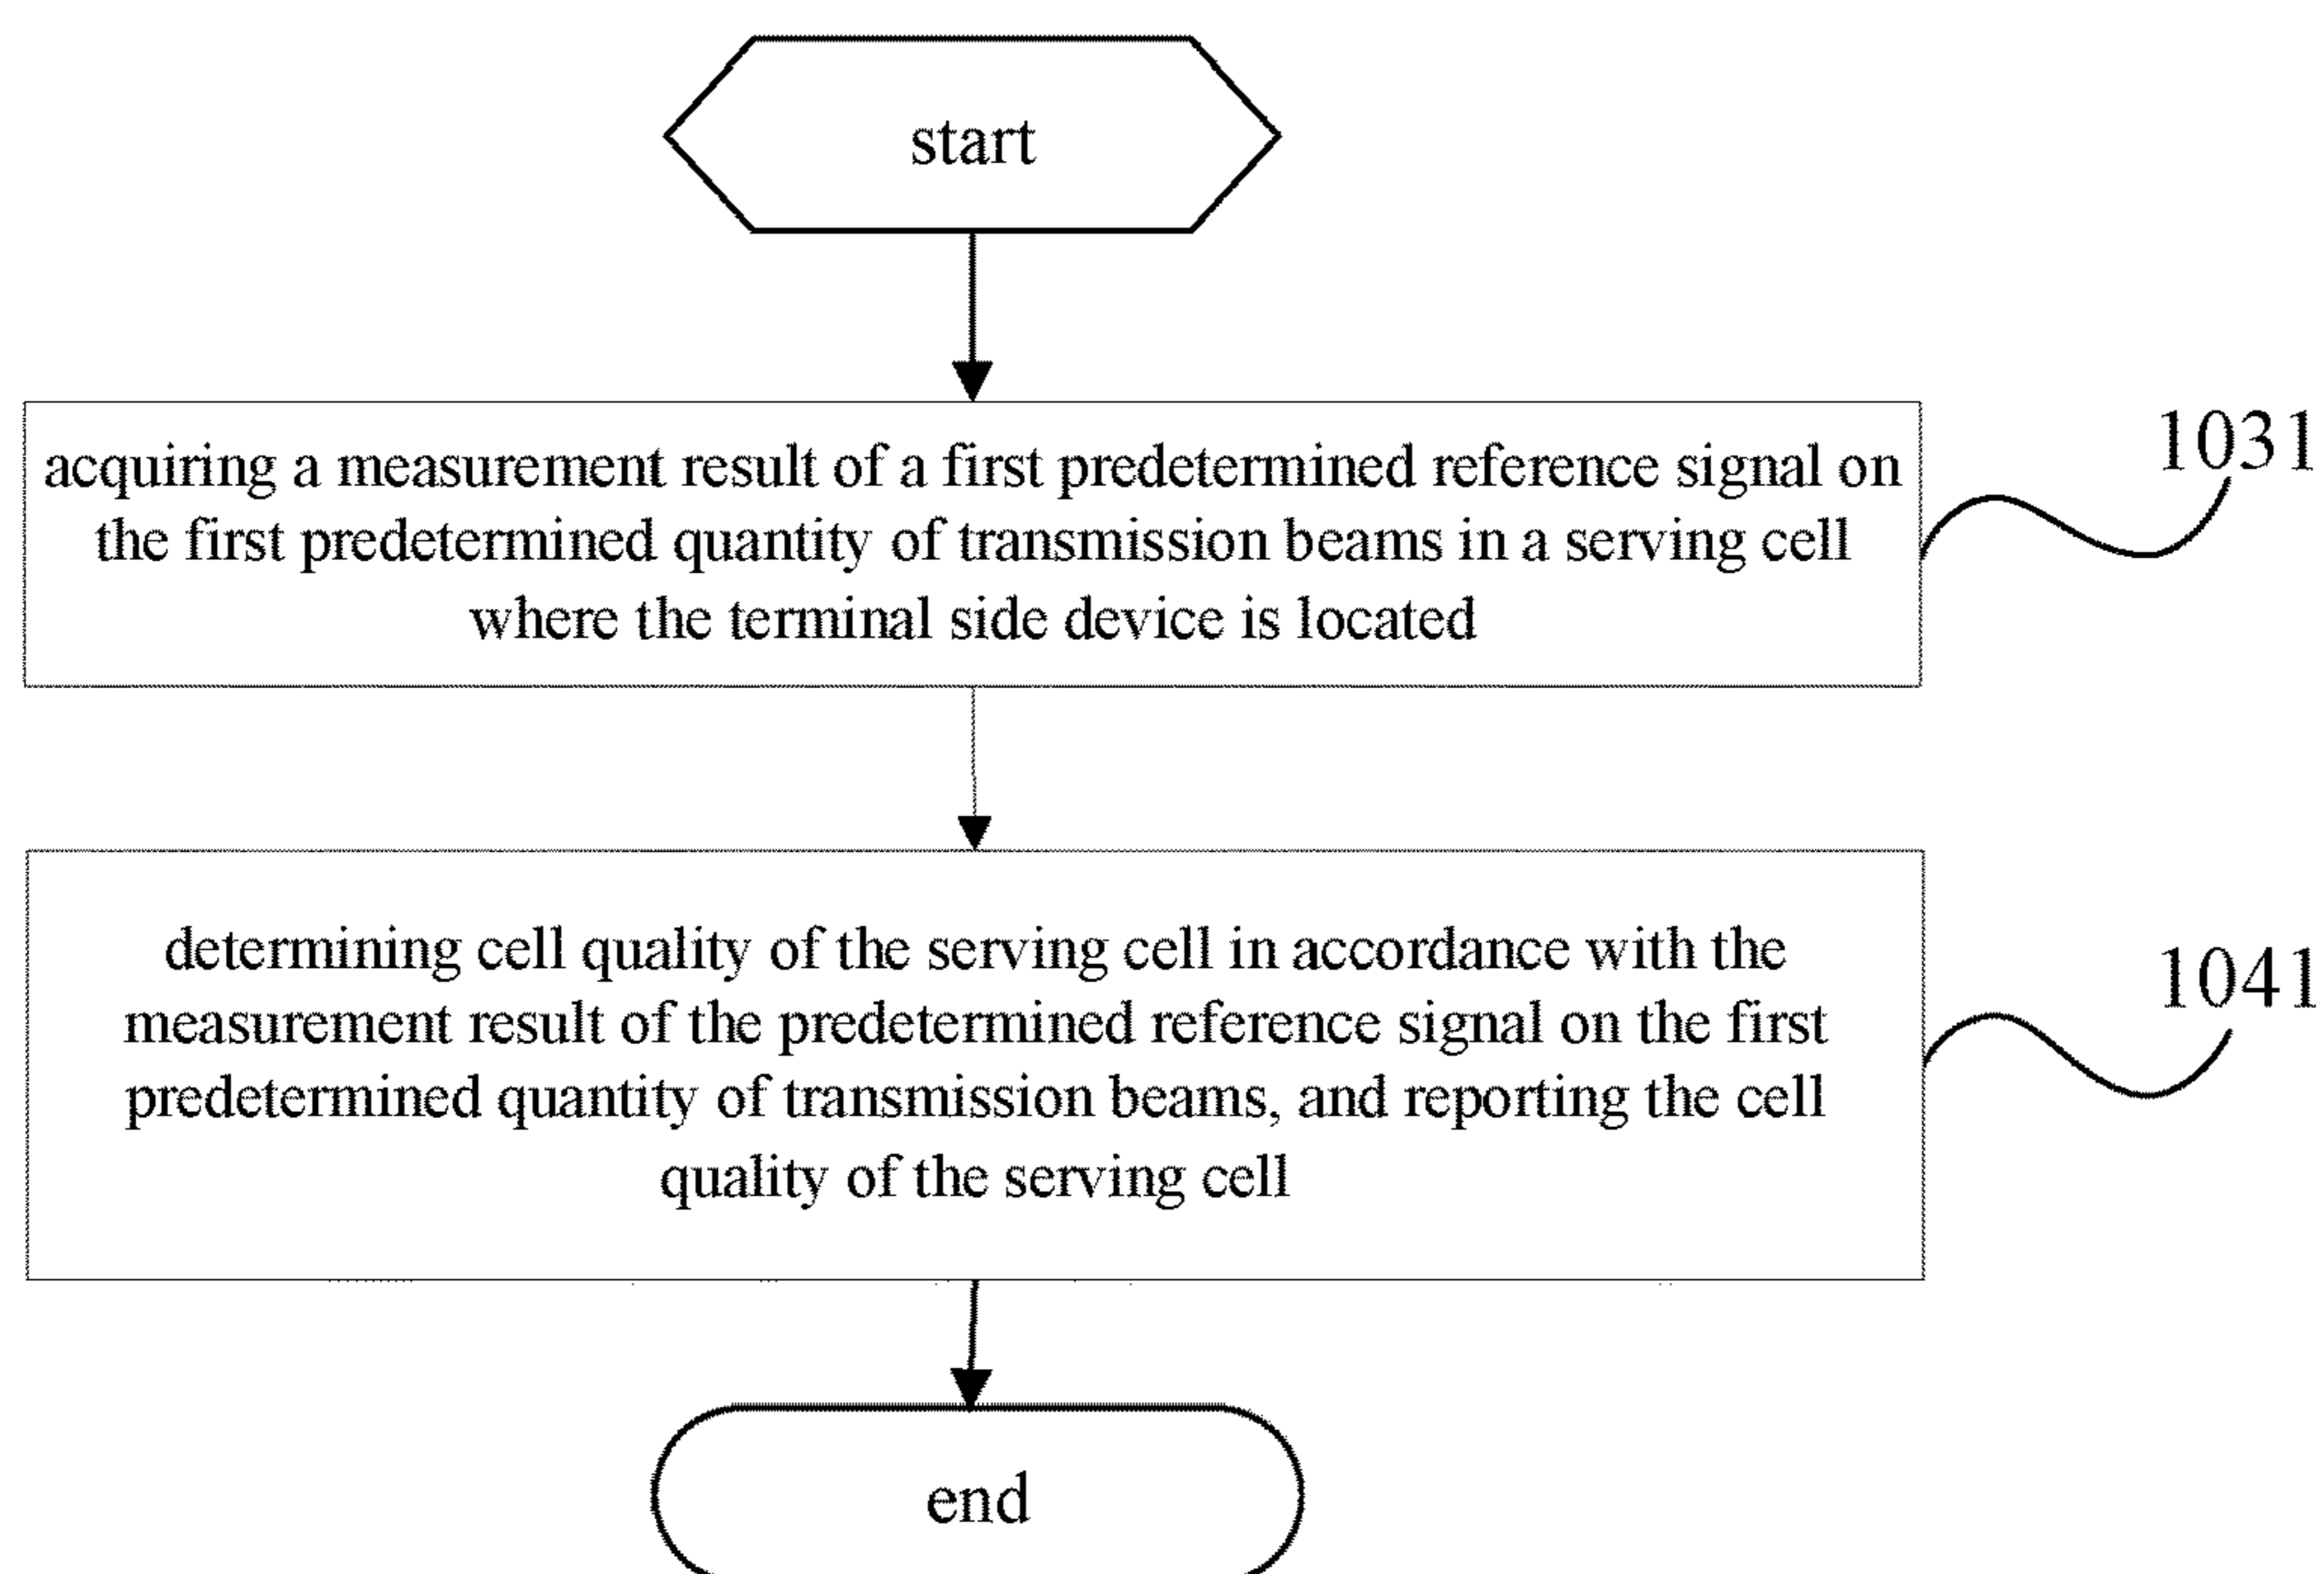 start
acquiring a measurement result of a first predetermined reference signal on
the first predetermined quantity of transmission beams in a serving cell
where the terminal side device is located
1031
determining cell quality of the serving cell in accordance with the
measurement result of the predetermined reference signal on the first
predetermined quantity of transmission beams, and reporting the cell
quality of the serving cell
1041
end